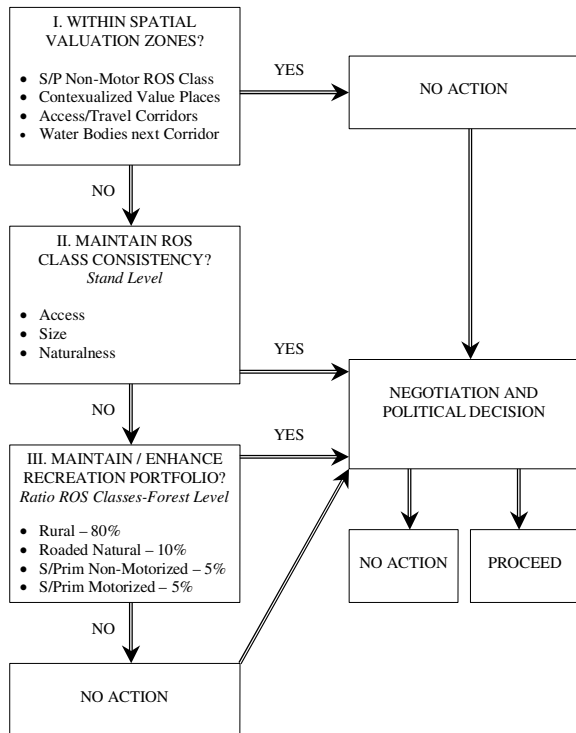 I. WITHIN SPATIAL
VALUATION ZONES?
• S/P Non-Motor ROS Class
• Contexualized Value Places
• Access/Travel Corridors
• Water Bodies next Corridor
YES
NO ACTION
NO
II. MAINTAIN ROS
CLASS CONSISTENCY?
Stand Level
• Access
• Size
• Naturalness
YES
NEGOTIATION AND
POLITICAL DECISION
NO
YES
III. MAINTAIN / ENHANCE
RECREATION PORTFOLIO?
Ratio ROS Classes-Forest Level
• Rural – 80%
• Roaded Natural – 10%
• S/Prim Non-Motorized – 5%
• S/Prim Motorized – 5%
NO ACTION
PROCEED
NO
NO ACTION